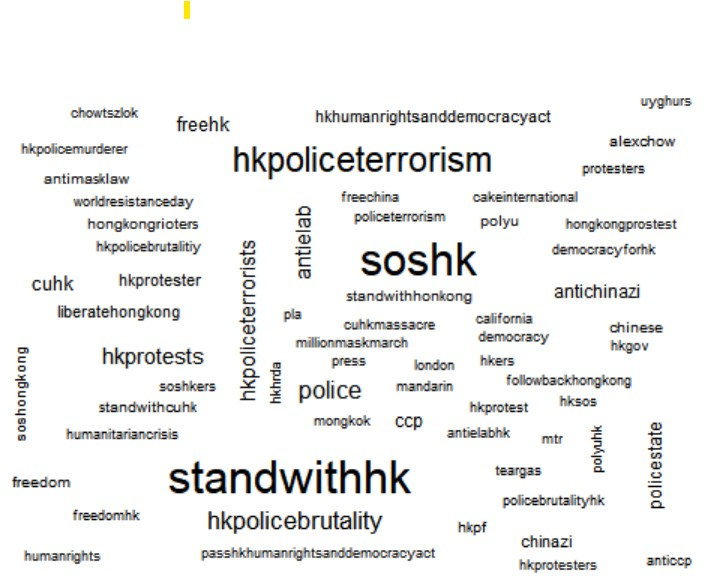 uyghurs
chowtszlok
freehk
hkhumanrightsanddemocracyact
alexchow
hkpolicemurderer
hkpoliceterrorism
protesters
antimasklaw
worldresistanceday
freechina
cakeinternational
policeterrorism
polyu
hongkongrioters
hongkongprostest
antielab
hkpolicebrutalitiy
democracyforhk
soshk
hkpoliceterrorists
cuhk
hkprotester
standwithhonkong
antichinazi
liberatehongkong
pla
cuhkmassacre
california
chinese
democracy
millionmaskmarch
hkgov
hkprotests
press
london
hkers
hkhrda
soshongkong
soshkers
police
mandarin
followbackhongkong
standwithcuhk
hkprotest
hksos
mongkok
ccp
humanitariancrisis
antielabhk
mtr
polyuhk
policestate
standwithhk
teargas
freedom
policebrutalityhk
freedomhk
hkpolicebrutality
hkpf
chinazi
humanrights
passhkhumanrightsanddemocracyact
hkprotesters
anticcp